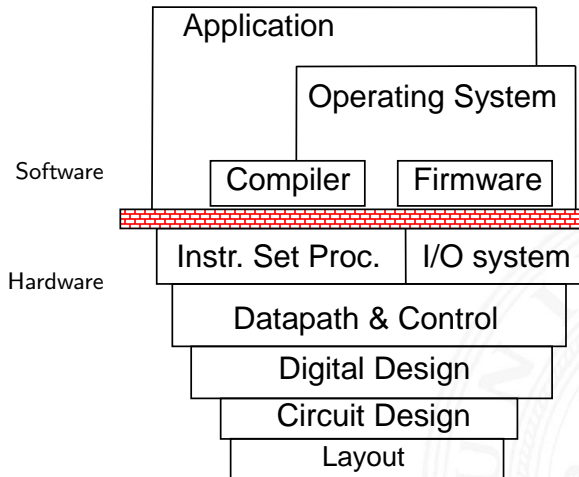 Application
Operating System
Software
Compiler
Firmware
Instr. Set Proc.
I/O system
Hardware
Datapath & Control
Digital Design
Circuit Design
Layout